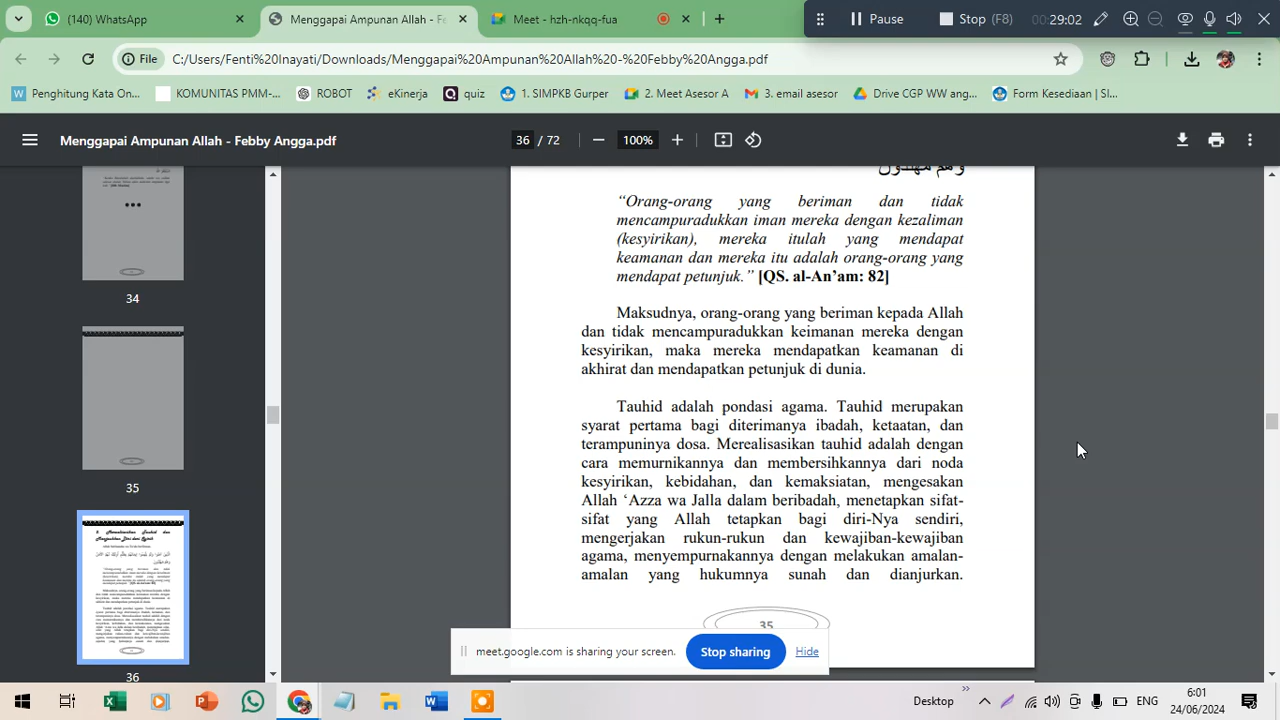 (140) WhatsApp
Menggapai Ampunan Allah - Fe
Meet - hzh-nkqq-fua
Pause
Stop (F8)
00:29:02
File
C:/Users/Fenti%20Inayati/Downloads/Menggapai%20Ampunan%20Allah%20-%20Febby%20Angga.pdf
Penghitung Kata On...
KOMUNITAS PMM-...
ROBOT
eKinerja
quiz
1. SIMPKB Gurper
2. Meet Asesor A
3. email asesor
Drive CGP WW ang...
Form Kesediaan | SI...
Menggapai Ampunan Allah - Febby Angga.pdf
36 / 72
100%
34
35
36
وَهُم مُّهْتَدُونَ
“Orang-orang yang beriman dan tidak
mencampuradukkan iman mereka dengan kezaliman
(kesyirikan), mereka itulah yang mendapat
keamanan dan mereka itu adalah orang-orang yang
mendapat petunjuk.” [QS. al-An’am: 82]
Maksudnya, orang-orang yang beriman kepada Allah
dan tidak mencampuradukkan keimanan mereka dengan
kesyirikan, maka mereka mendapatkan keamanan di
akhirat dan mendapatkan petunjuk di dunia.
Tauhid adalah pondasi agama. Tauhid merupakan
syarat pertama bagi diterimanya ibadah, ketaatan, dan
terampuninya dosa. Merealisasikan tauhid adalah dengan
cara memurnikannya dan membersihkannya dari noda
kesyirikan, kebidahan, dan kemaksiatan, mengesakan
Allah ‘Azza wa Jalla dalam beribadah, menetapkan sifat-
sifat yang Allah tetapkan bagi diri-Nya sendiri,
mengerjakan rukun-rukun dan kewajiban-kewajiban
agama, menyempurnakannya dengan melakukan amalan-
amalan yang hukumnya sunah dan dianjurkan.
35
meet.google.com is sharing your screen.
Stop sharing
Hide
Desktop
ENG
6:01
24/06/2024